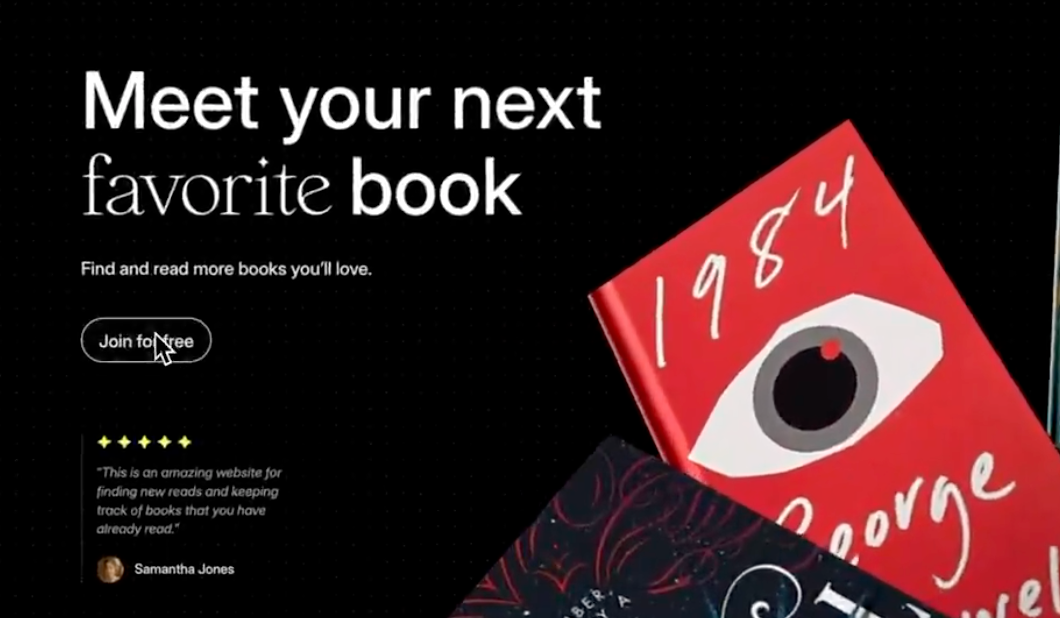 Meet your next
favorite book
Find and read more books you'll love.
Join for free
"This is an amazing website for
finding new reads and keeping
track of books that you have
already read."
Samantha Jones
1984
George